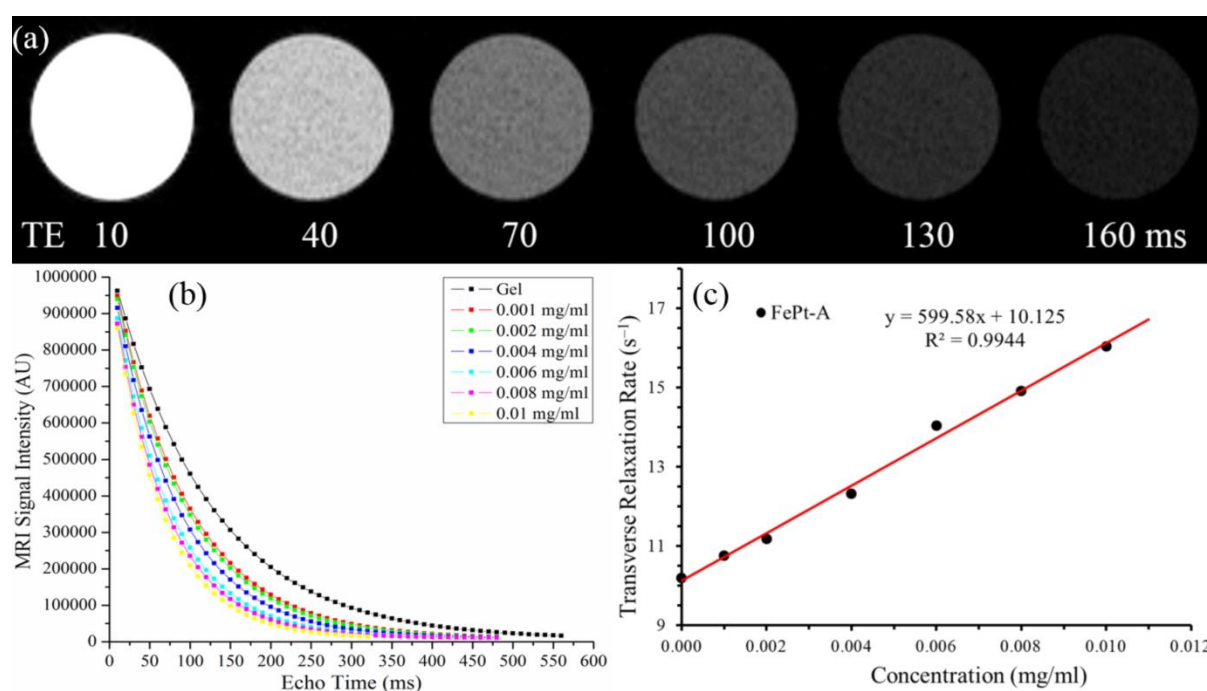 (a)
TE 10 40 70 100 130 160 ms
(b)
1000000
900000
800000
700000
600000
500000
400000
300000
200000
100000
0
MRI Signal Intensity (AU)
Gel
0.001 mg/ml
0.002 mg/ml
0.004 mg/ml
0.006 mg/ml
0.008 mg/ml
0.01 mg/ml
0 50 100 150 200 250 300 350 400 450 500 550 600
Echo Time (ms)
(c)
17
15
13
11
9
Transverse Relaxation Rate (s⁻¹)
FePt-A
y = 599.58x + 10.125
R² = 0.9944
0.000 0.002 0.004 0.006 0.008 0.010 0.012
Concentration (mg/ml)